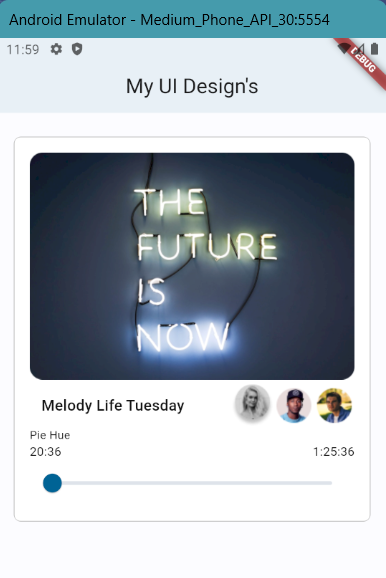 Android Emulator - Medium_Phone_API_30:5554
11:59
DEBUG
My UI Design's
THE
FUTURE
IS
NOW
Melody Life Tuesday
Pie Hue
20:36 1:25:36